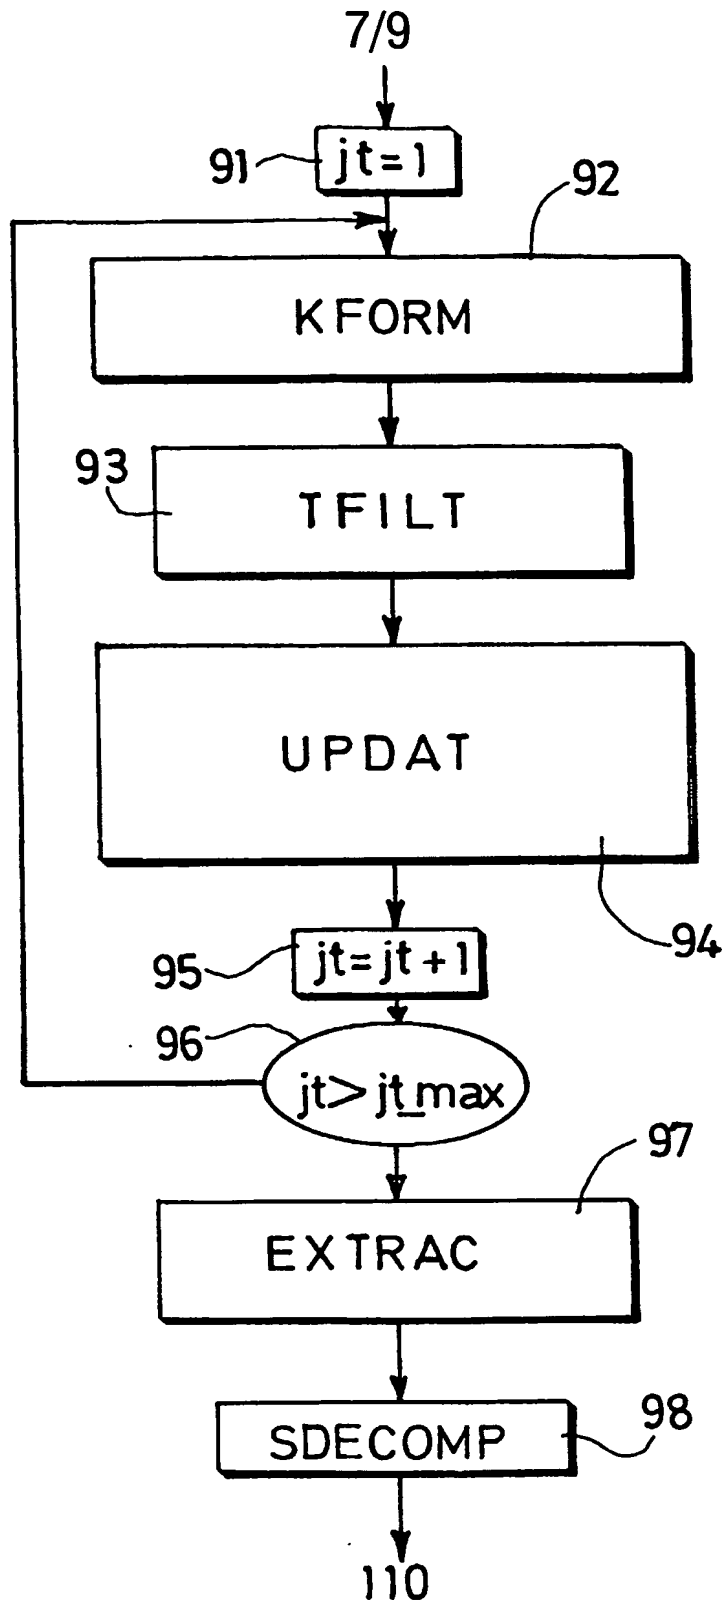 7/9
91
jt=1
92
KFORM
93
TFILT
UPDAT
94
95
jt=jt+1
96
jt>jt_max
97
EXTRAC
98
SDECOMP
110